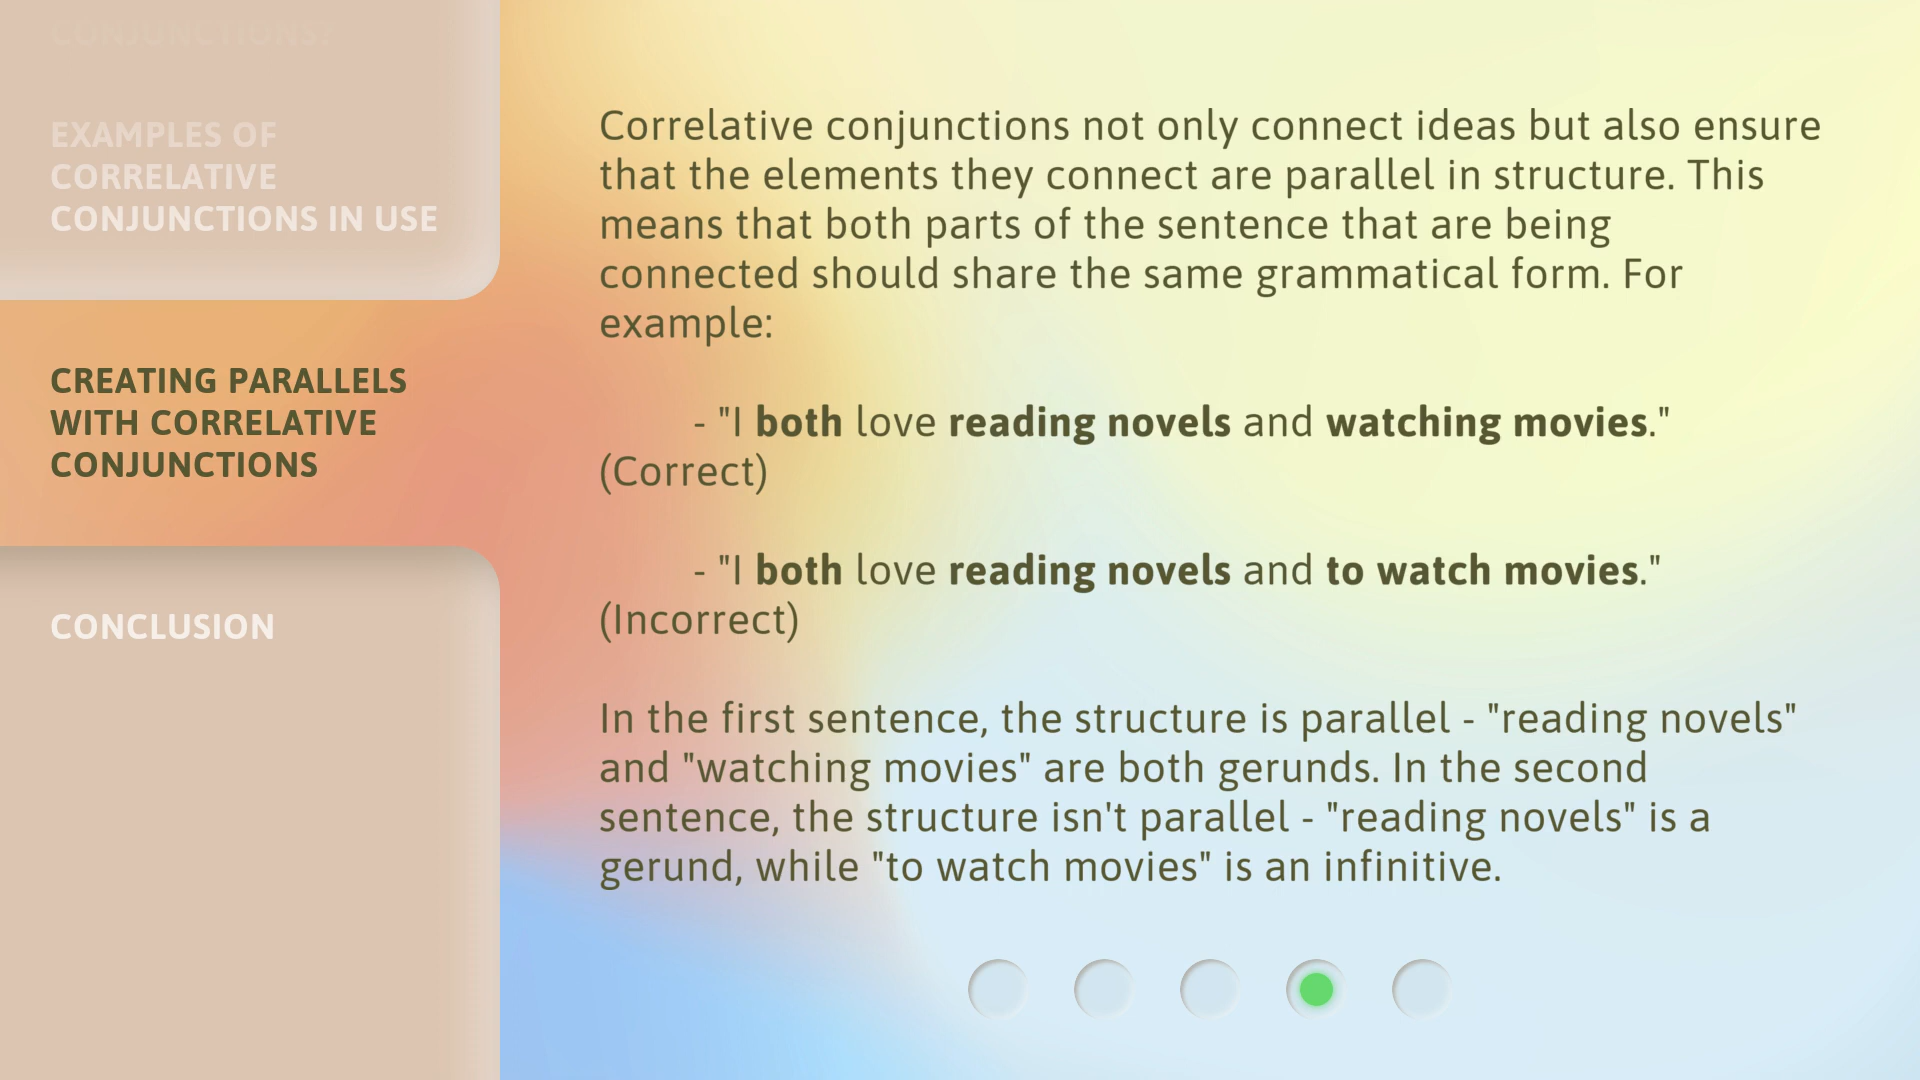 CONJUNCTIONS?
EXAMPLES OF
CORRELATIVE
CONJUNCTIONS IN USE
CREATING PARALLELS
WITH CORRELATIVE
CONJUNCTIONS
CONCLUSION
Correlative conjunctions not only connect ideas but also ensure
that the elements they connect are parallel in structure. This
means that both parts of the sentence that are being
connected should share the same grammatical form. For
example:
- "I both love reading novels and watching movies."
(Correct)
- "I both love reading novels and to watch movies."
(Incorrect)
In the first sentence, the structure is parallel - "reading novels"
and "watching movies" are both gerunds. In the second
sentence, the structure isn't parallel - "reading novels" is a
gerund, while "to watch movies" is an infinitive.